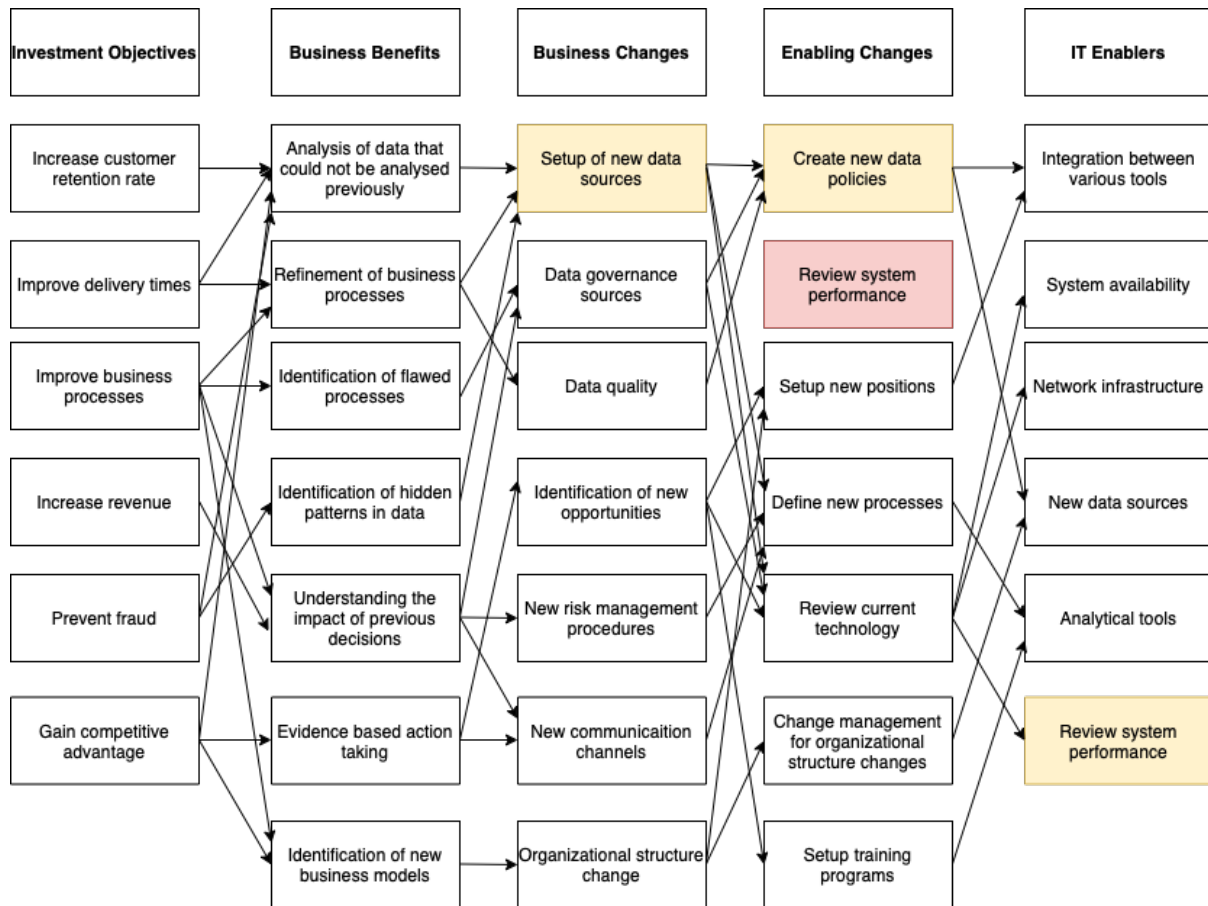 Investment Objectives
Business Benefits
Business Changes
Enabling Changes
IT Enablers
Increase customer
retention rate
Analysis of data that
could not be analysed
previously
Setup of new data
sources
Create new data
policies
Integration between
various tools
Improve delivery times
Refinement of business
processes
Data governance
sources
Review system
performance
System availability
Improve business
processes
Identification of flawed
processes
Data quality
Setup new positions
Network infrastructure
Increase revenue
Identification of hidden
patterns in data
Identification of new
opportunities
Define new processes
New data sources
Prevent fraud
Understanding the
impact of previous
decisions
New risk management
procedures
Review current
technology
Analytical tools
Gain competitive
advantage
Evidence based action
taking
New communicaition
channels
Change management
for organizational
structure changes
Review system
performance
Identification of new
business models
Organizational structure
change
Setup training
programs